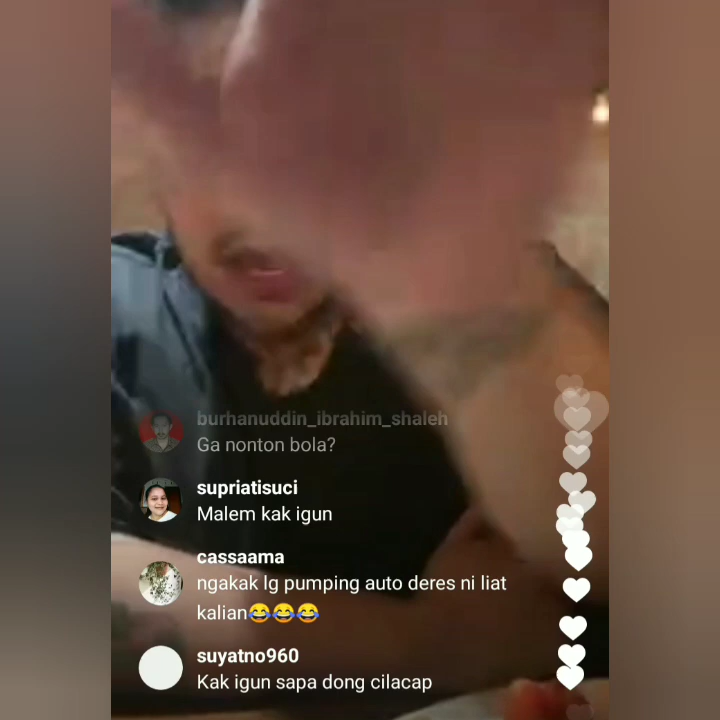 burhanuddin_ibrahim_shaleh
Ga nonton bola?
supriatisuci
Malem kak igun
cassaama
ngakak lg pumping auto deres ni liat
kalian😂😂😂
suyatno960
Kak igun sapa dong cilacap